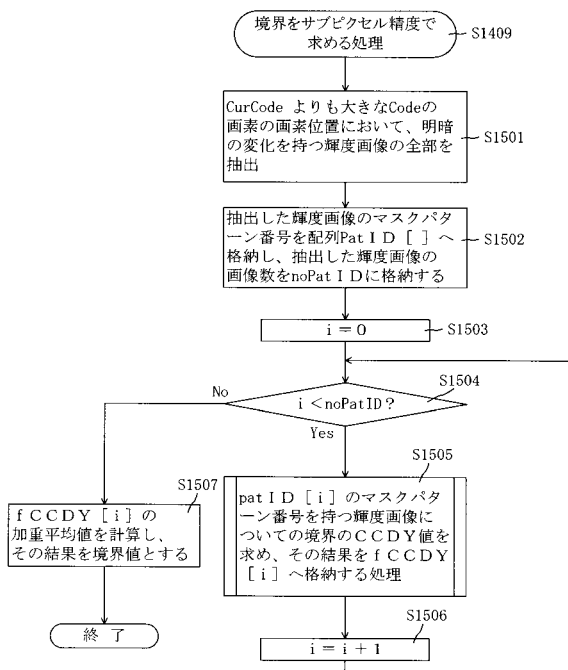 境界をサブピクセル精度で
求める処理
S1409
CurCode よりも大きなCodeの
画素の画素位置において、明暗
の変化を持つ輝度画像の全部を
抽出
S1501
抽出した輝度画像のマスクパタ
ーン番号を配列PatＩＤ［ ］へ
格納し、抽出した輝度画像の
画像数をnoPatＩＤに格納する
S1502
ｉ＝０
S1503
S1504
ｉ＜noPatID？
No
Yes
S1505
patＩＤ［ｉ］のマスクパタ
ーン番号を持つ輝度画像に
ついての境界のＣＣＤＹ値を
求め、その結果をｆＣＣＤＹ
［ｉ］へ格納する処理
S1507
ｆＣＣＤＹ［ｉ］の
加重平均値を計算し、
その結果を境界値とする
終 了
S1506
ｉ＝ｉ＋１